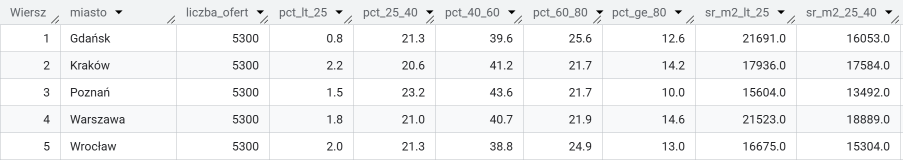 Wiersz miasto liczba_ofert pct_lt_25 pct_25_40 pct_40_60 pct_60_80 pct_ge_80 sr_m2_lt_25 sr_m2_25_40
1 Gdańsk 5300 0.8 21.3 39.6 25.6 12.6 21691.0 16053.0
2 Kraków 5300 2.2 20.6 41.2 21.7 14.2 17936.0 17584.0
3 Poznań 5300 1.5 23.2 43.6 21.7 10.0 15604.0 13492.0
4 Warszawa 5300 1.8 21.0 40.7 21.9 14.6 21523.0 18889.0
5 Wrocław 5300 2.0 21.3 38.8 24.9 13.0 16675.0 15304.0